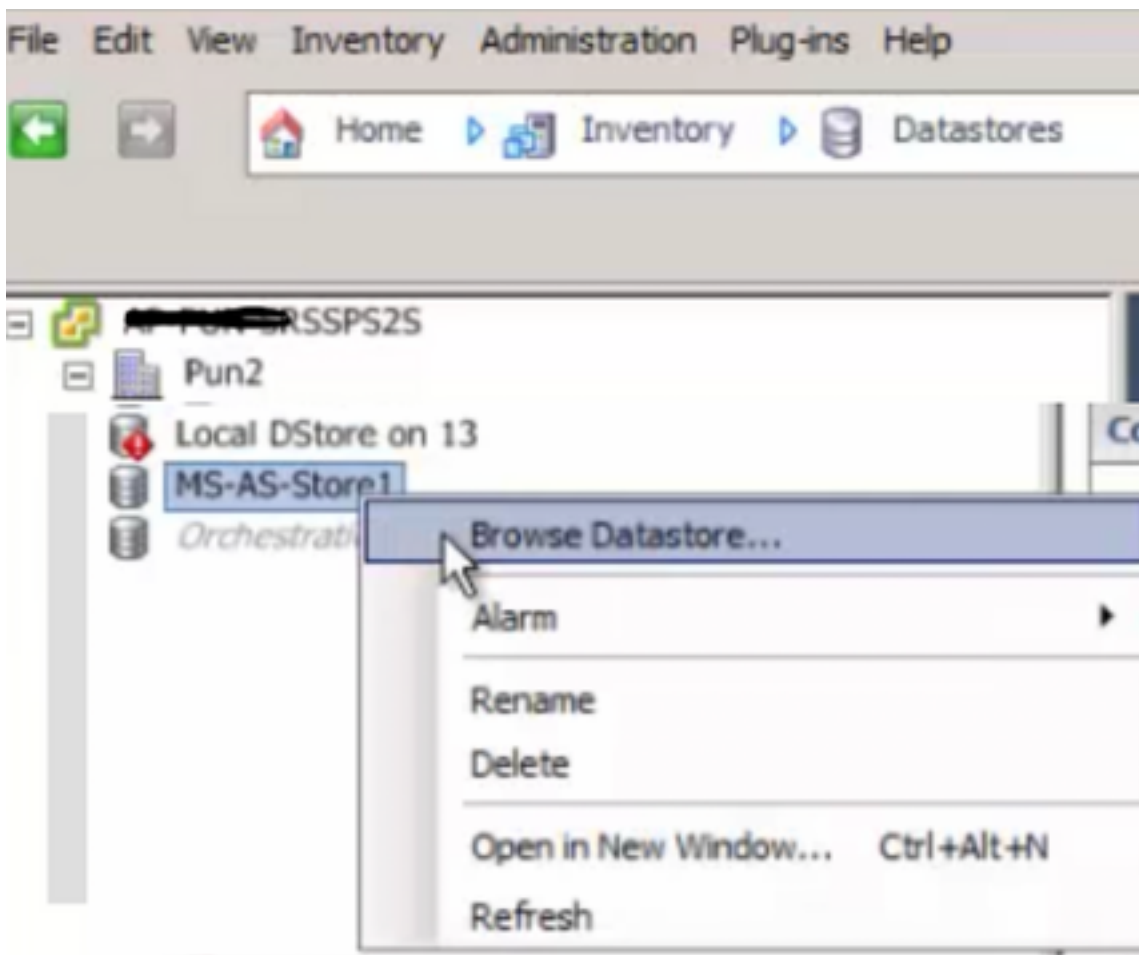 File Edit View Inventory Administration Plug-ins Help
Home Inventory Datastores
RSSPS2S
Pun2
Local DStore on 13
MS-AS-Store1
Browse Datastore...
Alarm
Rename
Delete
Open in New Window... Ctrl+Alt+N
Refresh